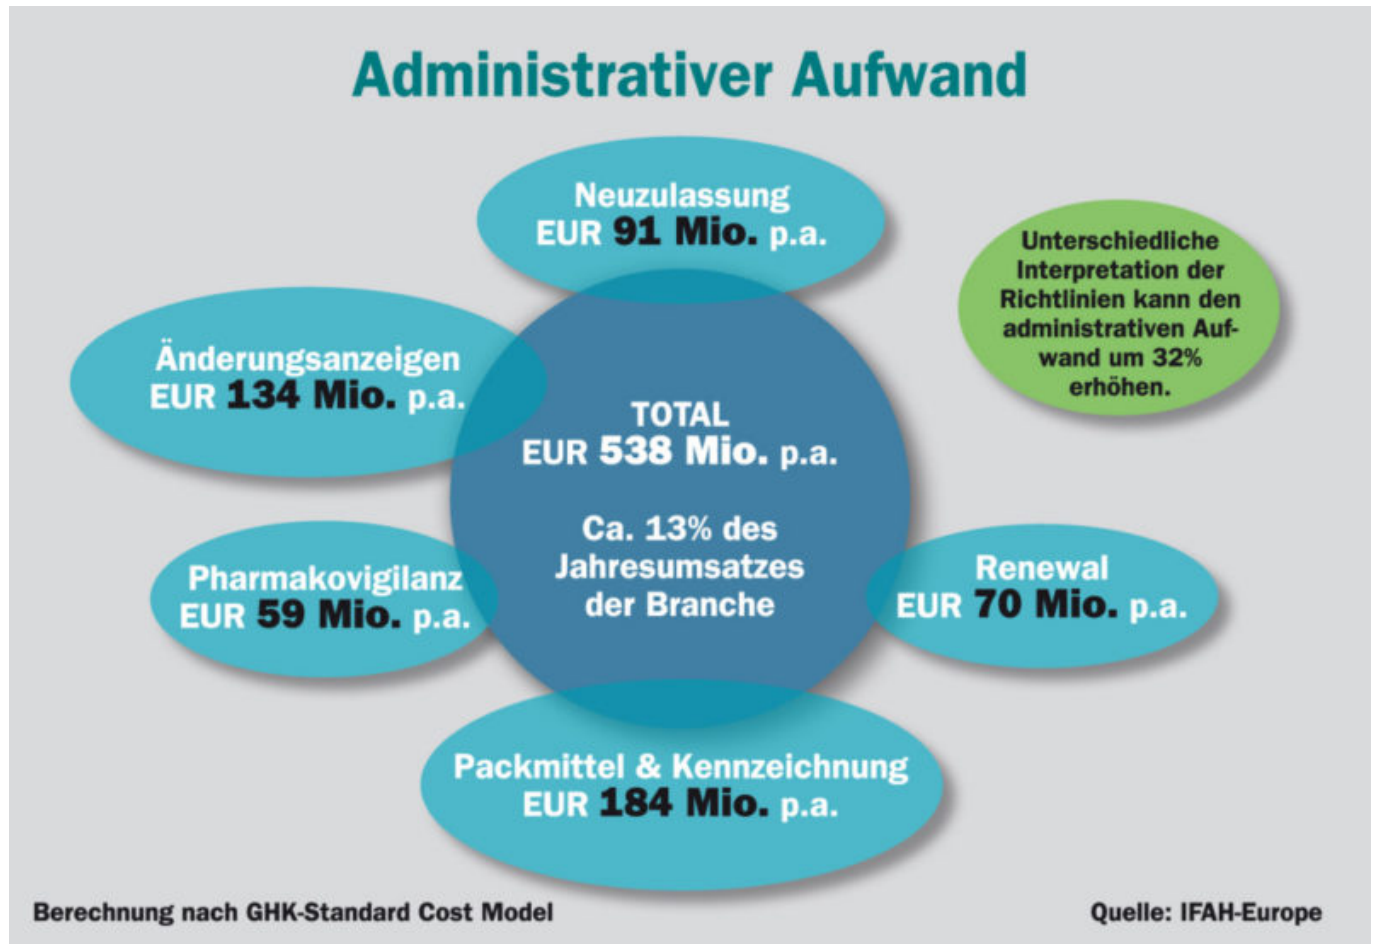 Administrativer Aufwand
Neuzulassung
EUR 91 Mio. p.a.
Unterschiedliche
Interpretation der
Richtlinien kann den
administrativen Auf-
wand um 32%
erhöhen.
Änderungsanzeigen
EUR 134 Mio. p.a.
TOTAL
EUR 538 Mio. p.a.
Ca. 13% des
Jahresumsatzes
der Branche
Pharmakovigilanz
EUR 59 Mio. p.a.
Renewal
EUR 70 Mio. p.a.
Packmittel & Kennzeichnung
EUR 184 Mio. p.a.
Berechnung nach GHK-Standard Cost Model
Quelle: IFAH-Europe